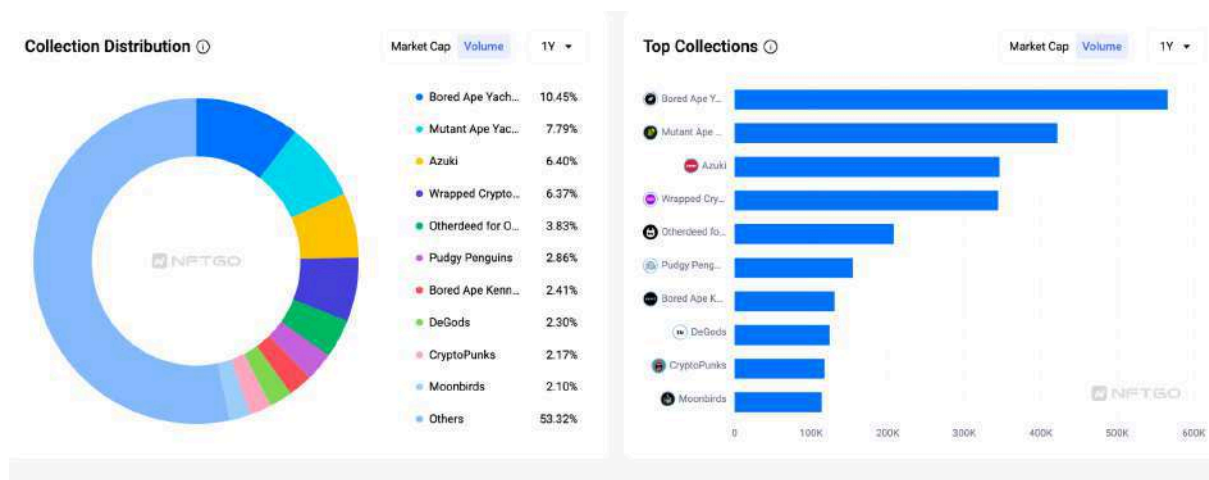 Collection Distribution
Market Cap Volume 1Y
Bored Ape Yach... 10.45%
Mutant Ape Yac... 7.79%
Azuki 6.40%
Wrapped Crypto... 6.37%
Otherdeed for O... 3.83%
Pudgy Penguins 2.86%
Bored Ape Kenn... 2.41%
DeGods 2.30%
CryptoPunks 2.17%
Moonbirds 2.10%
Others 53.32%
NFTGO
Top Collections
Market Cap Volume 1Y
Bored Ape Y...
Mutant Ape ...
Azuki
Wrapped Cry...
Otherdeed fo...
Pudgy Peng...
Bored Ape K...
DeGods
CryptoPunks
Moonbirds
NFTGO
0 100K 200K 300K 400K 500K 600K